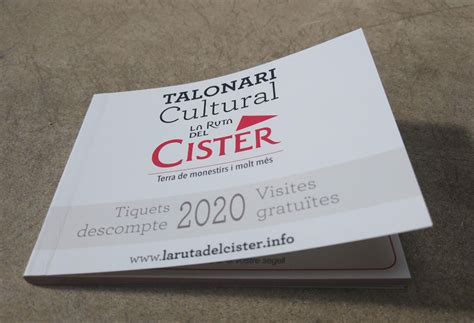 TALONARI
Cultural
LA RUTA
DEL
CISTER
Terra de monestirs i molt més
Tiquets descompte 2020 Visites gratuïtes
www.larutadelcister.info